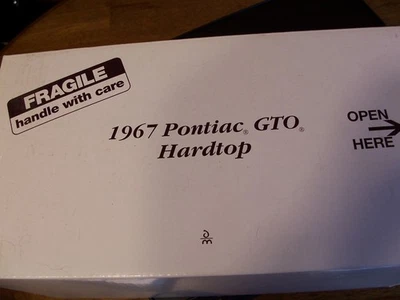 FRAGILE
handle with care
1967 Pontiac® GTO®
Hardtop
OPEN
HERE